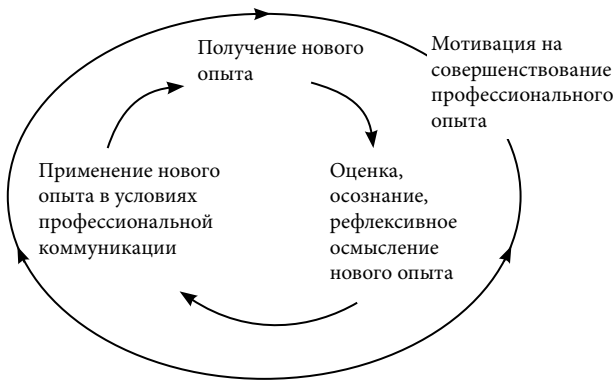 Получение нового
опыта
Мотивация на
совершенствование
профессионального
опыта
Применение нового
опыта в условиях
профессиональной
коммуникации
Оценка,
осознание,
рефлексивное
осмысление
нового опыта